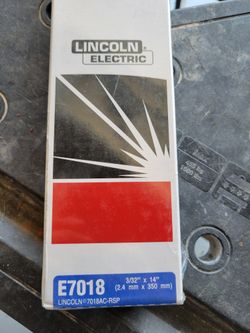 LINCOLN
ELECTRIC
E7018
3/32" x 14"
(2.4 mm x 350 mm)
LINCOLN® 7018AC-RSP